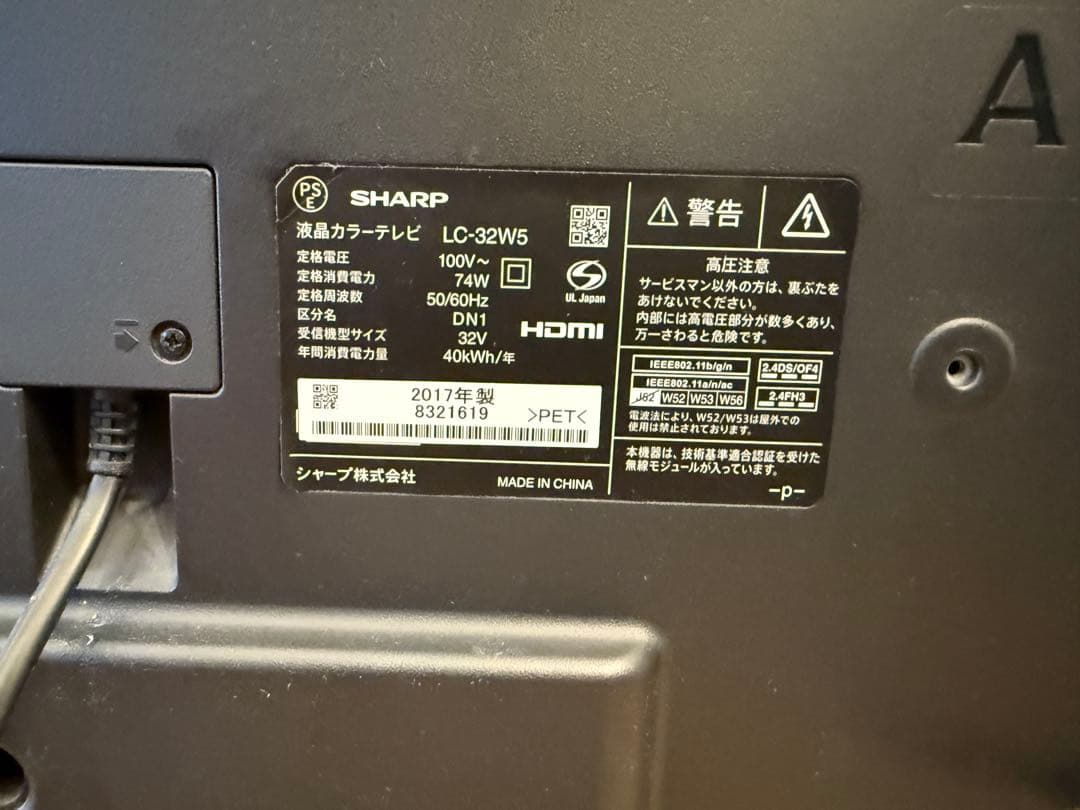 A
PS
E
SHARP
液晶カラーテレビ LC-32W5
定格電圧 100V～
定格消費電力 74W
定格周波数 50/60Hz
区分名 DN1
受信機型サイズ 32V
年間消費電力量 40kWh/年
UL Japan
HDMI
2017年製
8321619
>PET<
シャープ株式会社
MADE IN CHINA
警告
高圧注意
サービスマン以外の方は、裏ぶたを
あけないでください。
内部には高電圧部分が数多くあり、
万一さわると危険です。
IEEE802.11b/g/n
IEEE802.11a/n/ac
J52 W52 W53 W56
2.4DS/OF4
2.4FH3
電波法により、W52/W53は屋外での
使用は禁止されております。
本機器は、技術基準適合認証を受けた
無線モジュールが入っています。
-p-